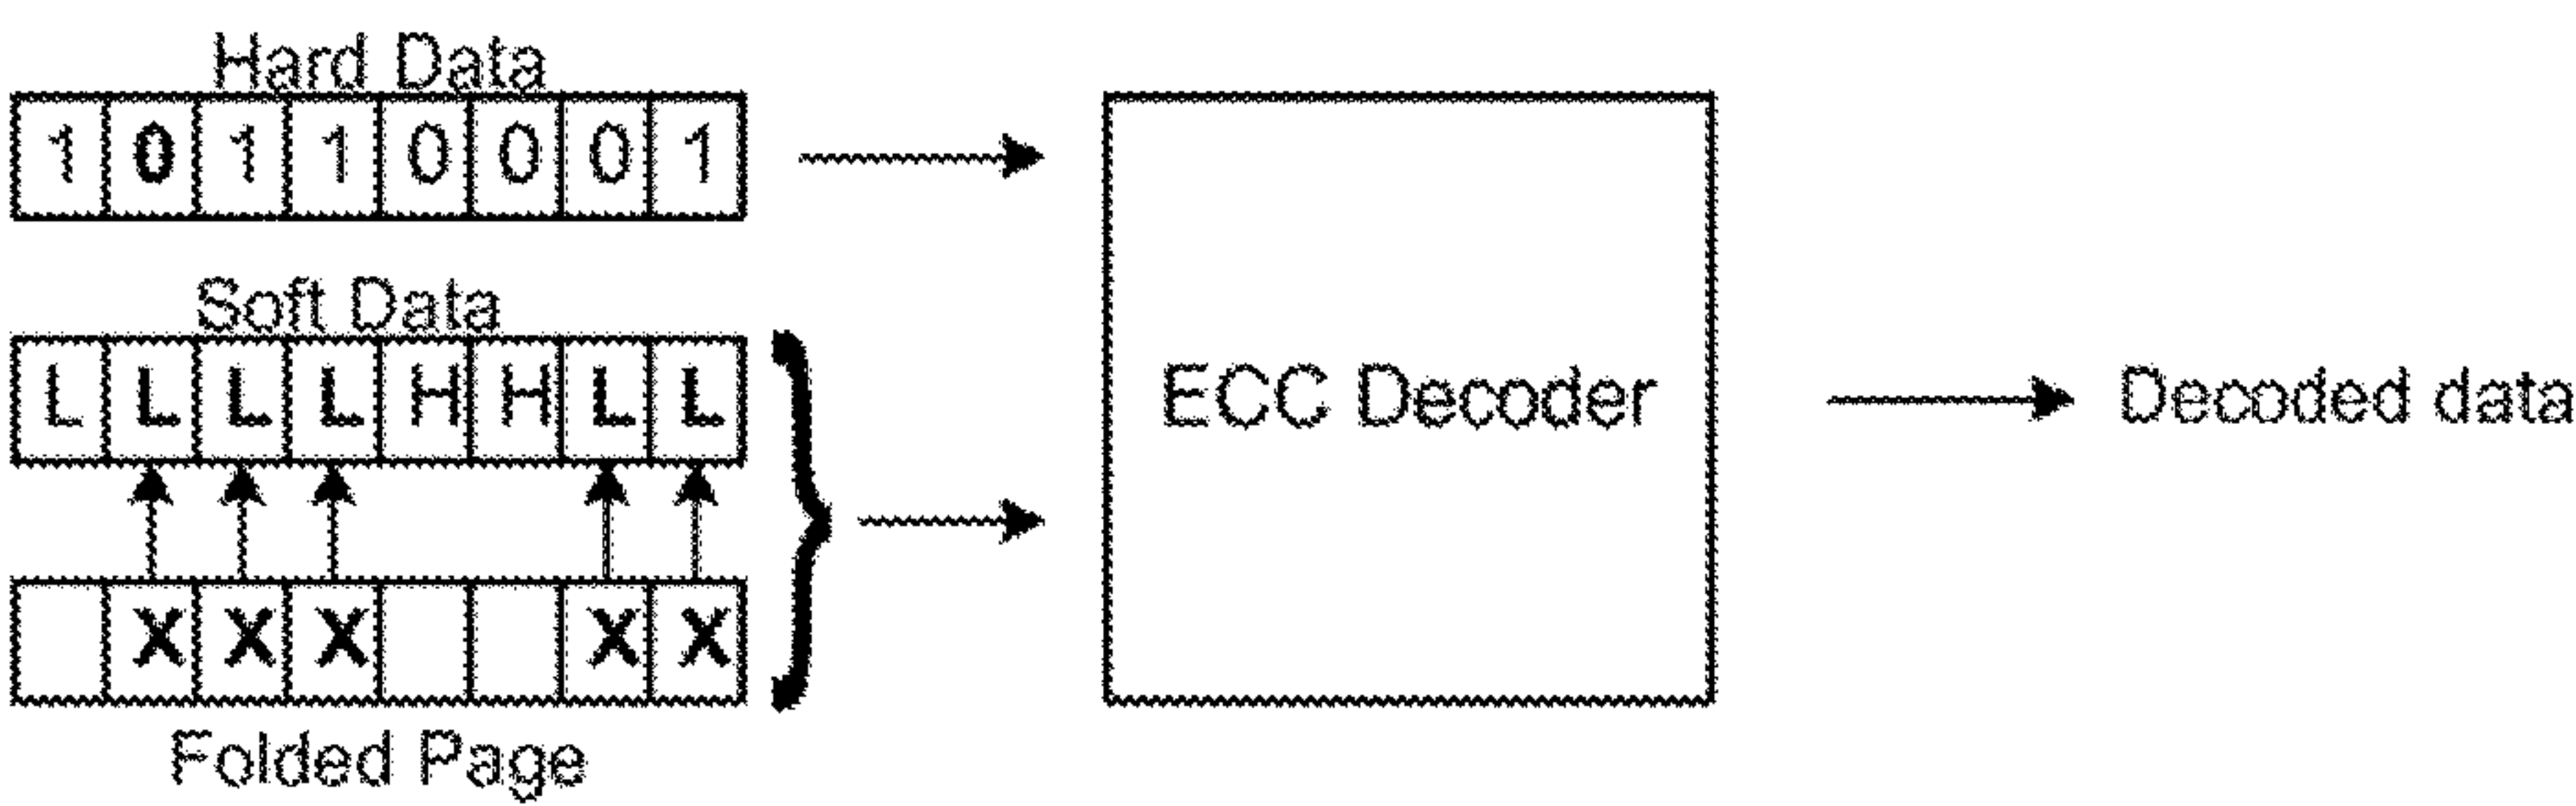 Hard Data
1 0 1 1 0 0 0 1
Soft Data
L L L L H H L L
X X X X X
Folded Page
ECC Decoder
Decoded data